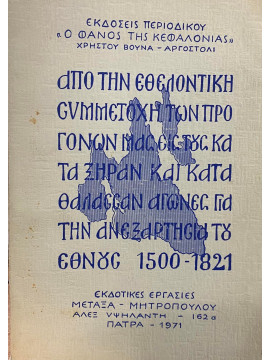 ΕΚΔΟΣΕΙΣ ΠΕΡΙΟΔΙΚΟΥ
"Ο ΦΑΝΟΣ ΤΗΣ ΚΕΦΑΛΟΝΙΑΣ"
ΧΡΗΣΤΟΥ ΒΟΥΝΑ - ΑΡΓΟΣΤΟΛΙ
ΑΠΟ ΤΗΝ ΕΘΕΛΟΝΤΙΚΗ
ΣΥΜΜΕΤΟΧΗ ΤΩΝ ΠΡΟ
ΓΟΝΩΝ ΜΑΣ ΕΙΣ ΤΟΥΣ ΚΑ
ΤΑ ΞΗΡΑΝ ΚΑΙ ΚΑΤΑ
ΘΑΛΑΣΣΑΝ ΑΓΩΝΕΣ ΓΙΑ
ΤΗΝ ΑΝΕΞΑΡΤΗΣΙΑ ΤΟΥ
ΕΘΝΟΥΣ 1500-1821
ΕΚΔΟΤΙΚΕΣ ΕΡΓΑΣΙΕΣ
ΜΕΤΑΞΑ - ΜΗΤΡΟΠΟΥΛΟΥ
ΑΛΕΞ ΥΨΗΛΑΝΤΗ - 162α
ΠΑΤΡΑ - 1971